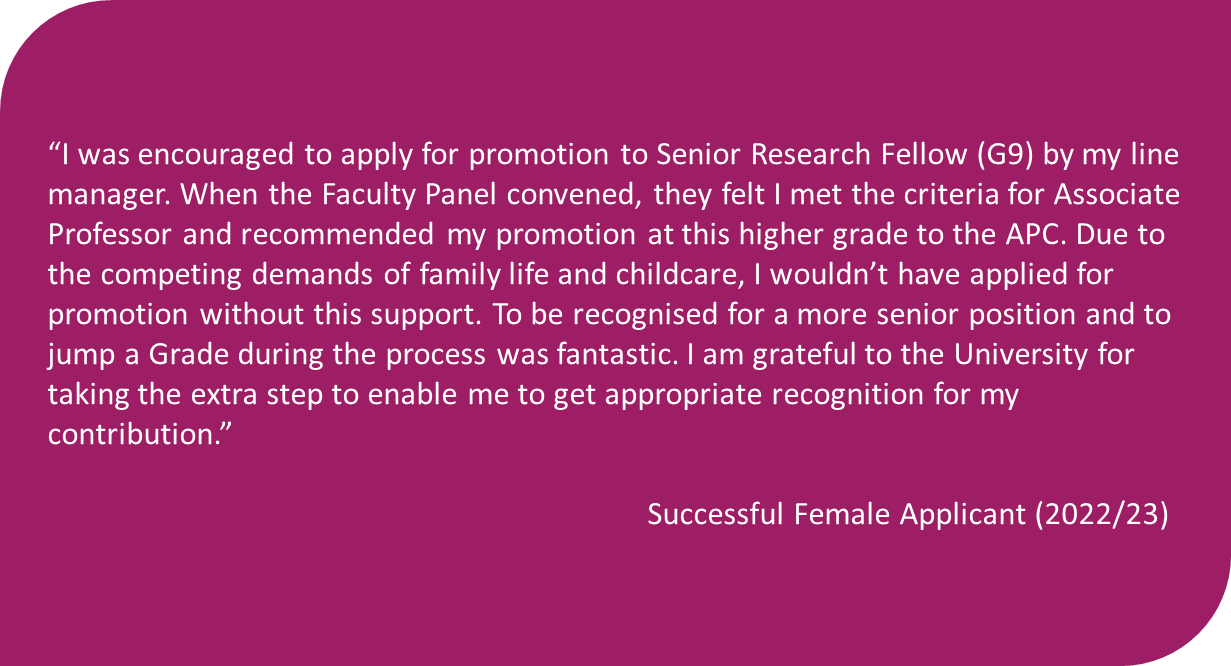 “I was encouraged to apply for promotion to Senior Research Fellow (G9) by my line
manager. When the Faculty Panel convened, they felt I met the criteria for Associate
Professor and recommended my promotion at this higher grade to the APC. Due to
the competing demands of family life and childcare, I wouldn’t have applied for
promotion without this support. To be recognised for a more senior position and to
jump a Grade during the process was fantastic. I am grateful to the University for
taking the extra step to enable me to get appropriate recognition for my
contribution.”
Successful Female Applicant (2022/23)